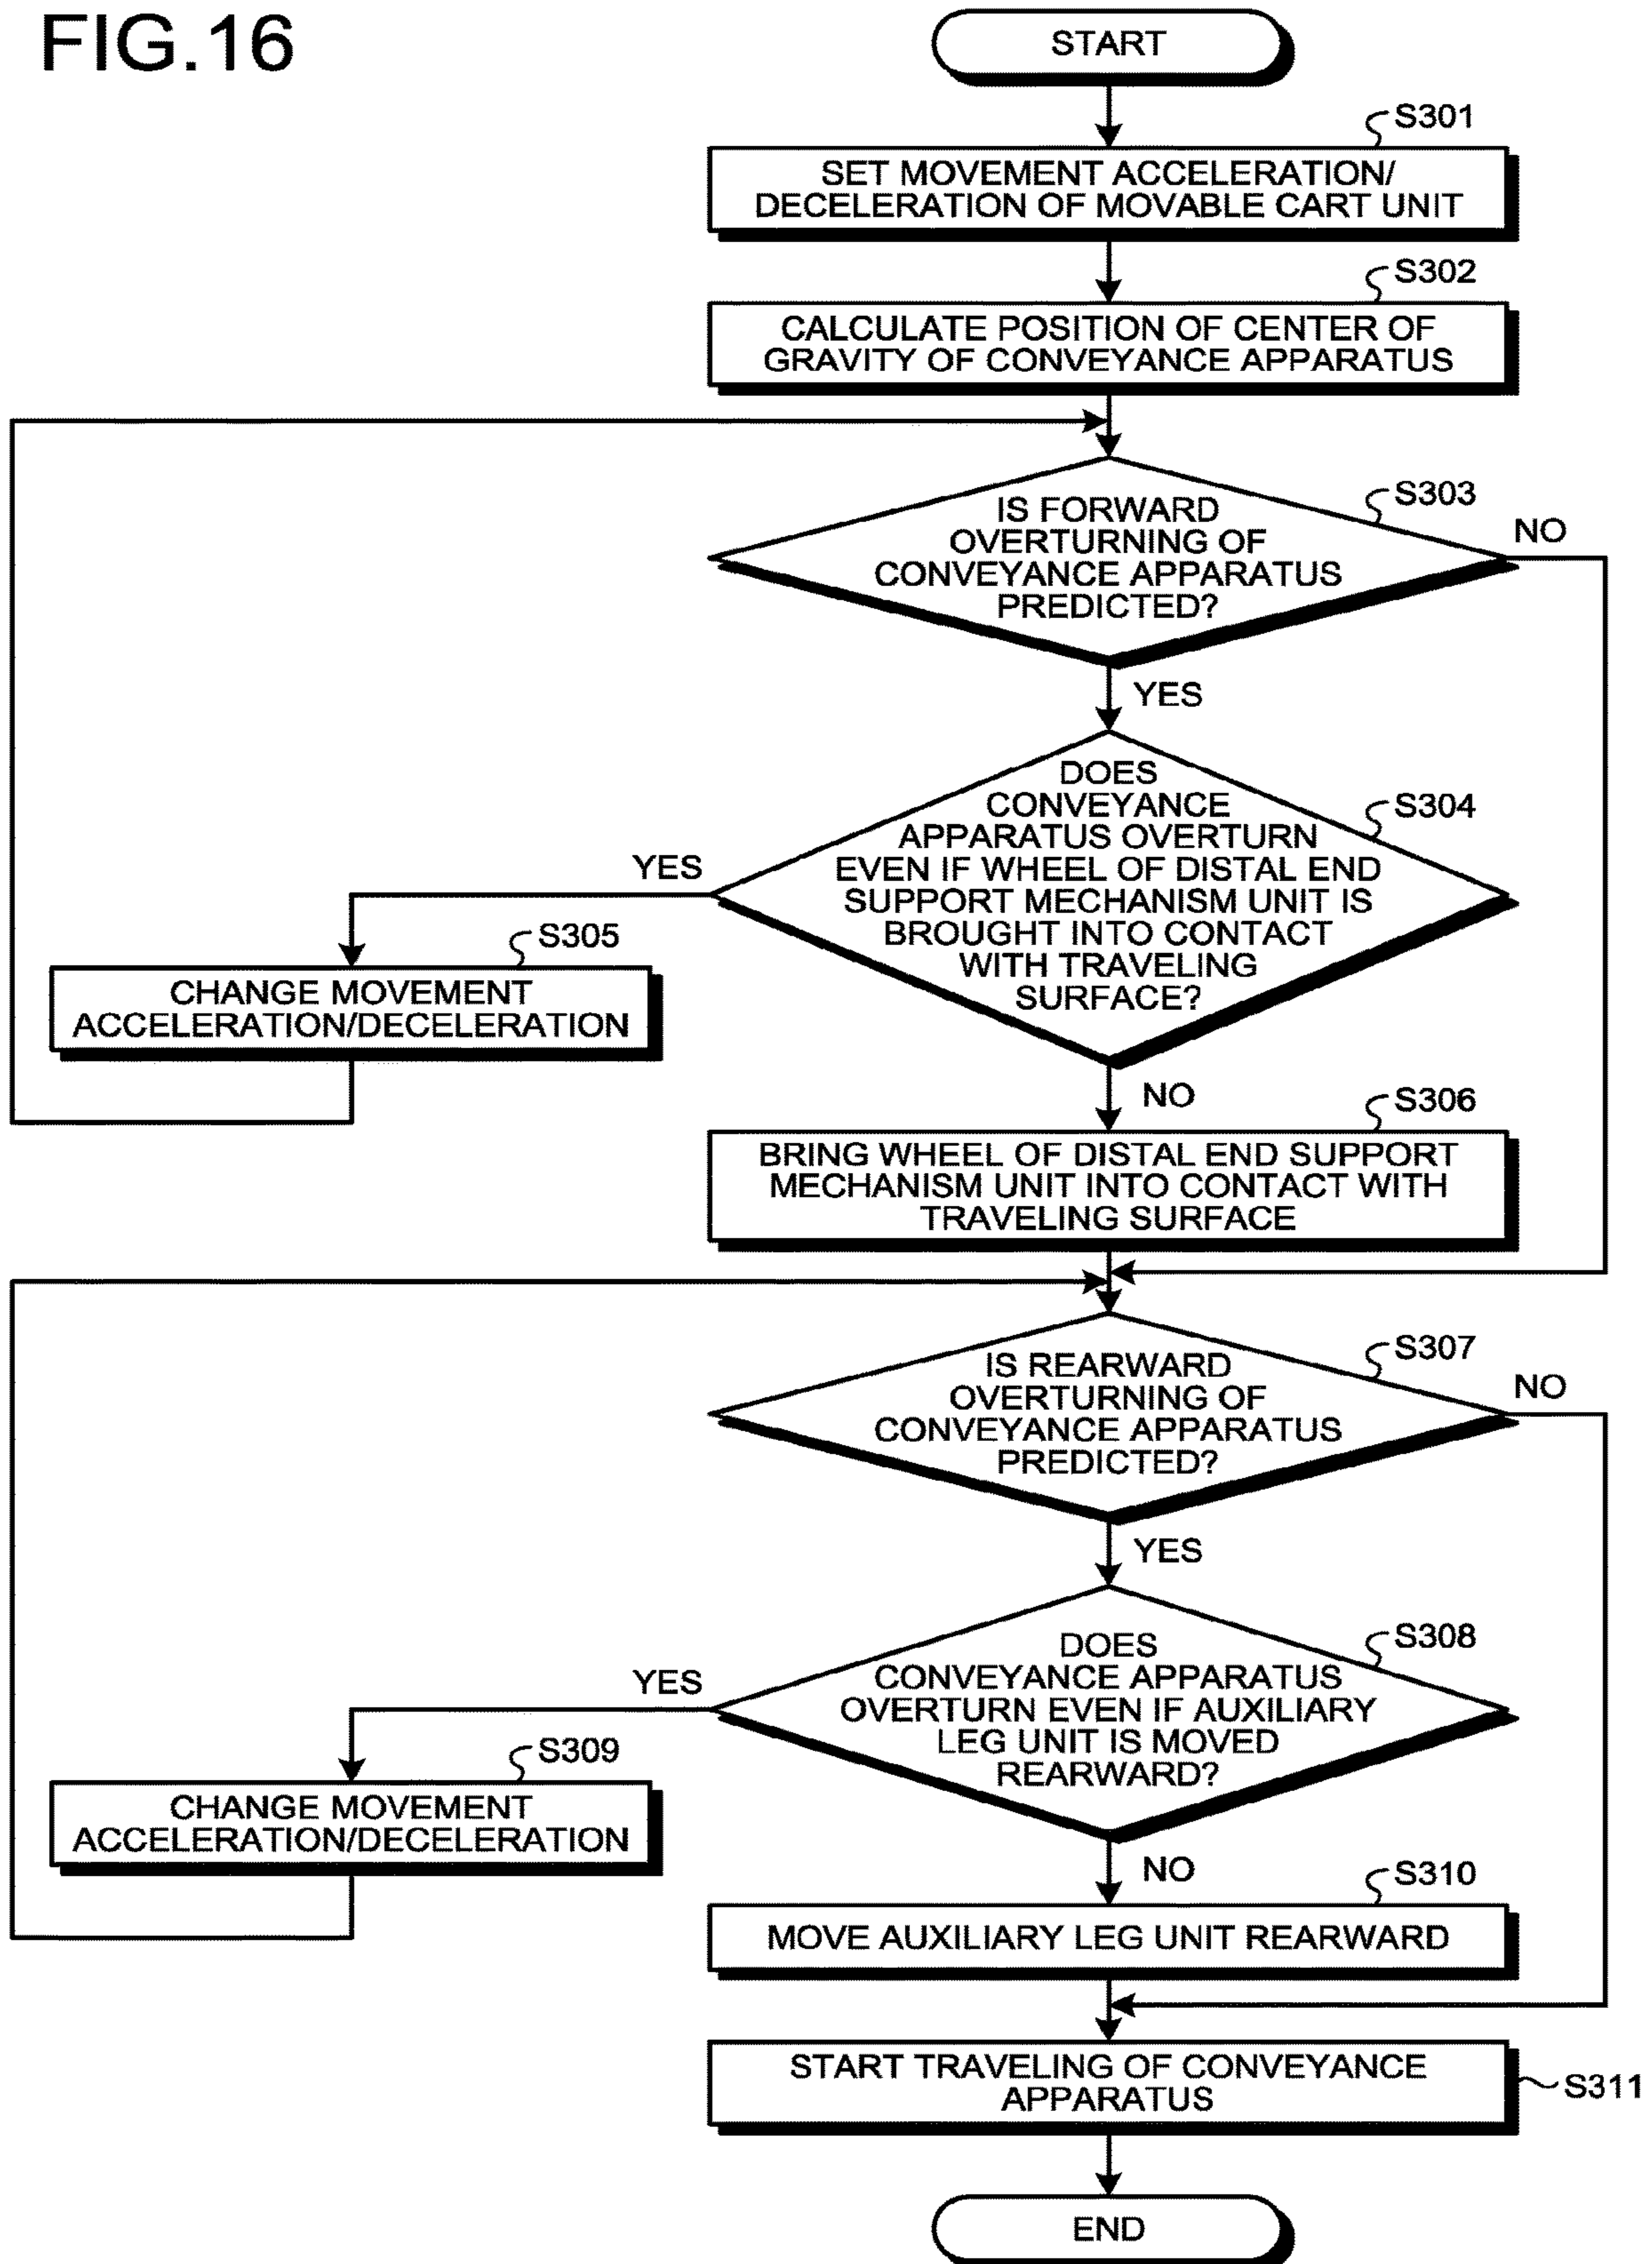 FIG.16
START
S301
SET MOVEMENT ACCELERATION/
DECELERATION OF MOVABLE CART UNIT
S302
CALCULATE POSITION OF CENTER OF
GRAVITY OF CONVEYANCE APPARATUS
S303
IS FORWARD
OVERTURNING OF
CONVEYANCE APPARATUS
PREDICTED?
NO
YES
S304
DOES
CONVEYANCE
APPARATUS OVERTURN
EVEN IF WHEEL OF DISTAL END
SUPPORT MECHANISM UNIT IS
BROUGHT INTO CONTACT
WITH TRAVELING
SURFACE?
YES
S305
CHANGE MOVEMENT
ACCELERATION/DECELERATION
NO
S306
BRING WHEEL OF DISTAL END SUPPORT
MECHANISM UNIT INTO CONTACT WITH
TRAVELING SURFACE
S307
IS REARWARD
OVERTURNING OF
CONVEYANCE APPARATUS
PREDICTED?
NO
YES
S308
DOES
CONVEYANCE APPARATUS
OVERTURN EVEN IF AUXILIARY
LEG UNIT IS MOVED
REARWARD?
YES
S309
CHANGE MOVEMENT
ACCELERATION/DECELERATION
NO
S310
MOVE AUXILIARY LEG UNIT REARWARD
START TRAVELING OF CONVEYANCE
APPARATUS
S311
END